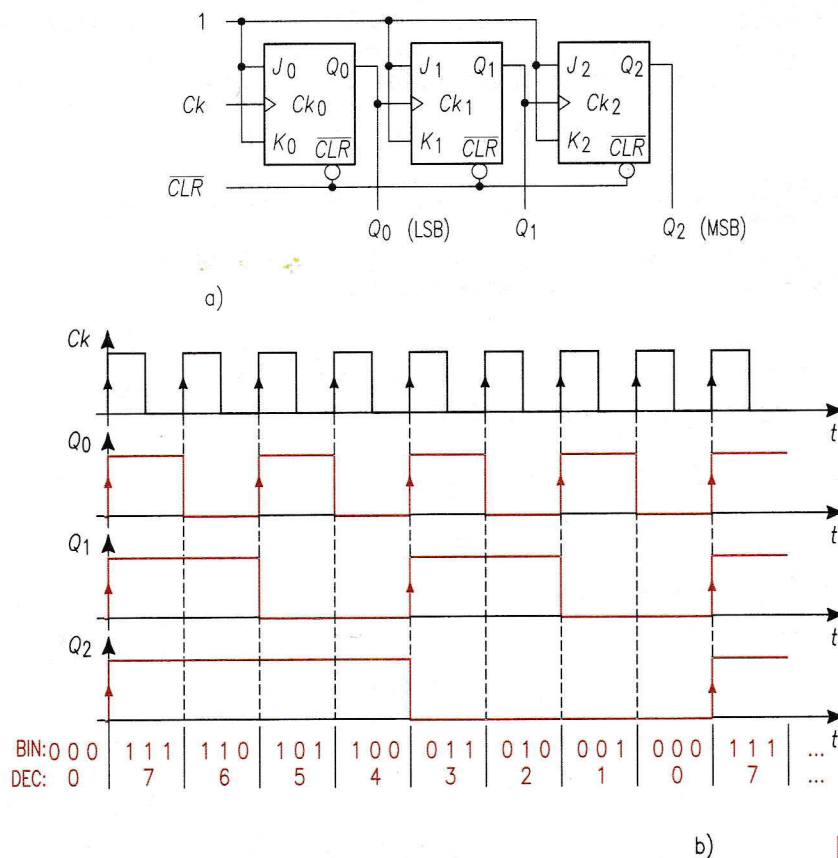 1
J0 Q0 J1 Q1 J2 Q2
Ck Ck0 Ck1 Ck2
K0 CLR K1 CLR K2 CLR
CLR
Q0 (LSB) Q1 Q2 (MSB)
a)
Ck
t
Q0
t
Q1
t
Q2
t
BIN: 0 0 0 1 1 1 1 1 0 1 0 1 1 0 0 0 1 1 0 1 0 0 0 1 0 0 0 1 1 1 ...
DEC: 0 7 6 5 4 3 2 1 0 7 ...
b)